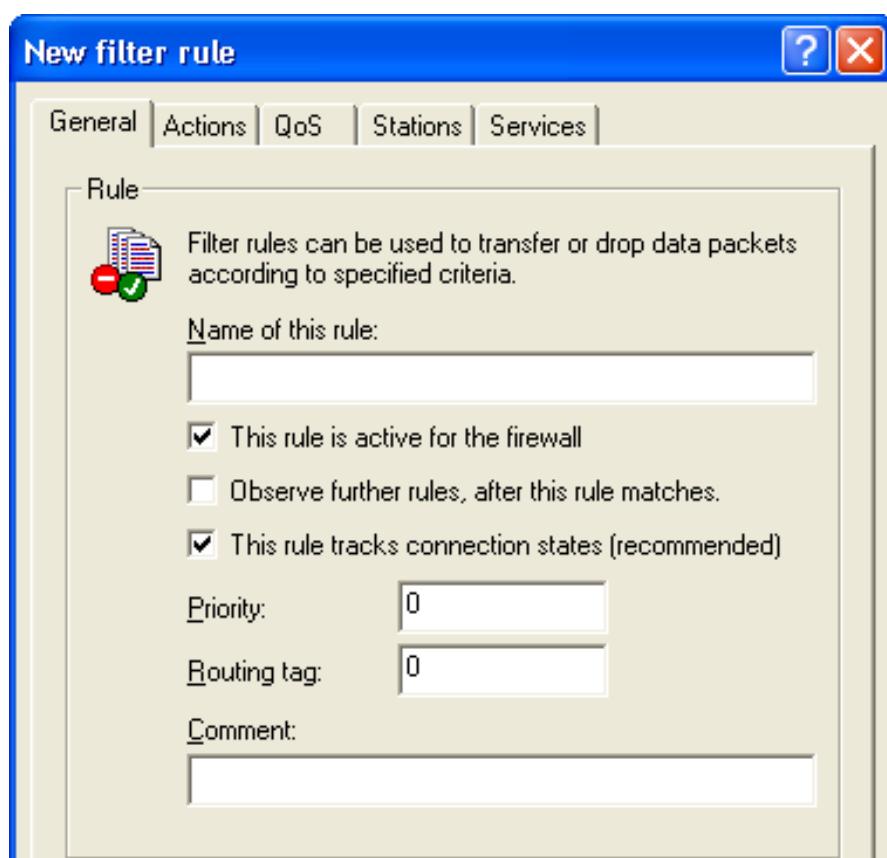 New filter rule
General Actions QoS Stations Services
Rule
Filter rules can be used to transfer or drop data packets
according to specified criteria.
Name of this rule:
This rule is active for the firewall
Observe further rules, after this rule matches.
This rule tracks connection states (recommended)
Priority: 0
Routing tag: 0
Comment: